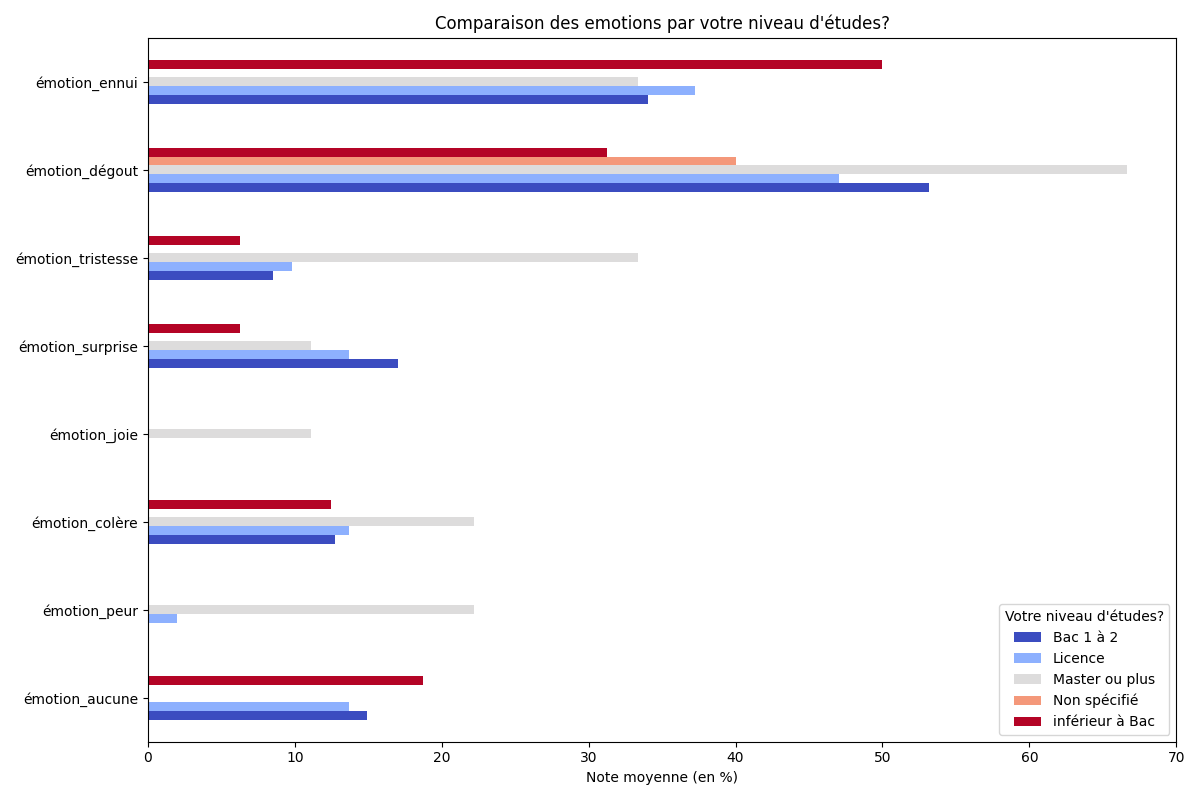 Comparaison des emotions par votre niveau d'études?
émotion_ennui
émotion_dégout
émotion_tristesse
émotion_surprise
émotion_joie
émotion_colère
émotion_peur
émotion_aucune
Votre niveau d'études?
Bac 1 à 2
Licence
Master ou plus
Non spécifié
inférieur à Bac
0 10 20 30 40 50 60 70
Note moyenne (en %)